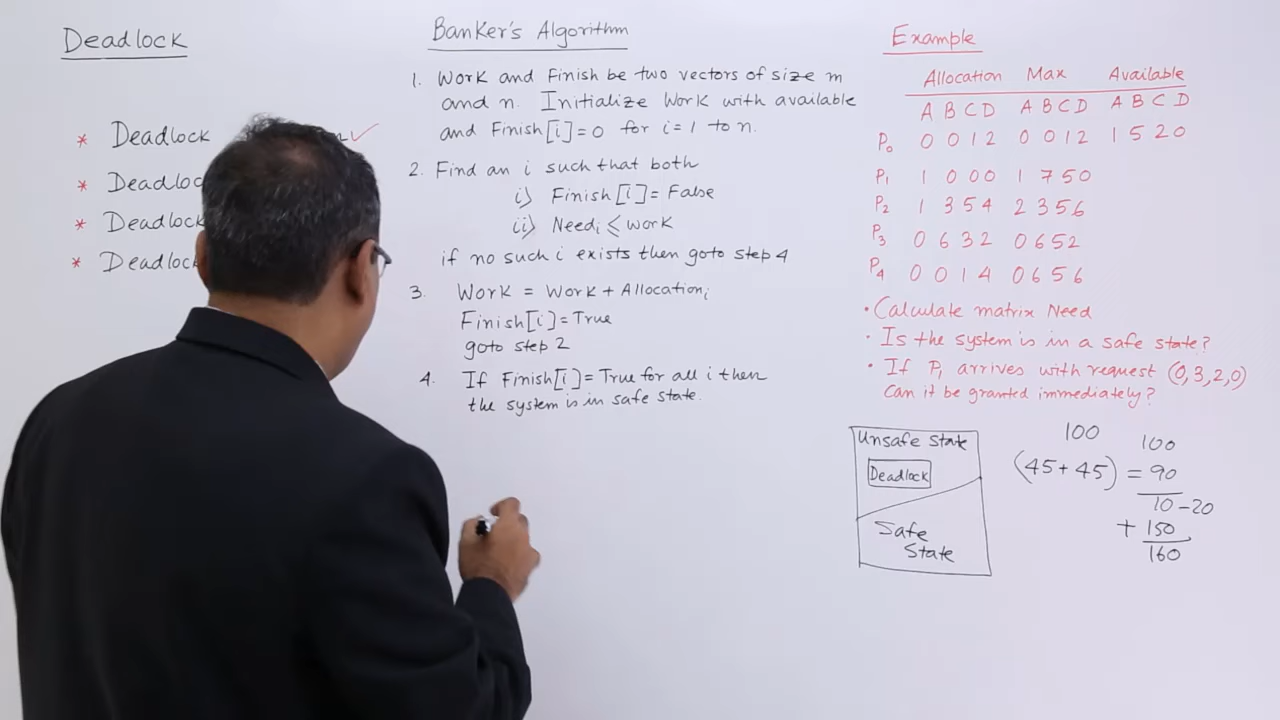 Deadlock
* Deadlock
* Deadlock
* Deadlock
* Deadlock
Banker's Algorithm
1. Work and Finish be two vectors of size m
and n. Initialize Work with available
and Finish[i]=0 for i=1 to n.
2. Find an i such that both
i) Finish[i]=False
ii) Needi ≤ work
if no such i exists then goto step 4
3. Work = Work + Allocationi
Finish[i]=True
goto step 2
4. If Finish[i]=True for all i then
the system is in safe state.
Example
Allocation Max Available
A B C D A B C D A B C D
P0 0 0 1 2 0 0 1 2 1 5 2 0
P1 1 0 0 0 1 7 5 0
P2 1 3 5 4 2 3 5 6
P3 0 6 3 2 0 6 5 2
P4 0 0 1 4 0 6 5 6
• Calculate matrix Need
• Is the system is in a safe state?
• If P1 arrives with request (0,3,2,0)
Can it be granted immediately?
Unsafe State
Deadlock
Safe
State
100
100
(45+45) = 90
10-20
+ 150
160